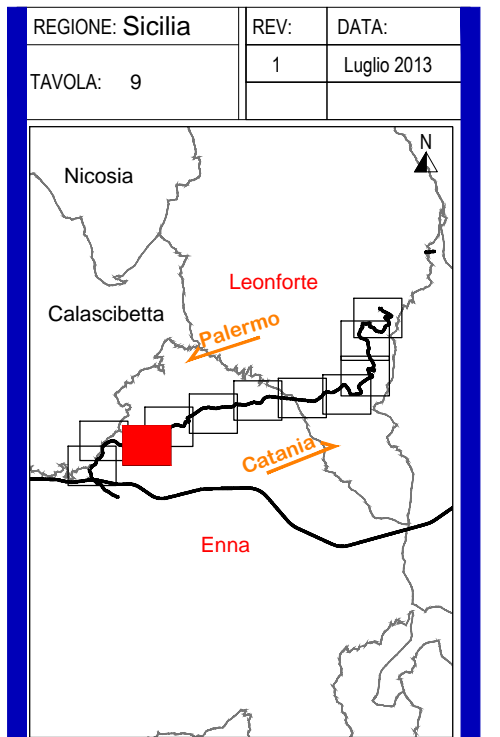 REGIONE: Sicilia
REV:
DATA:
TAVOLA: 9
1
Luglio 2013
N
Nicosia
Leonforte
Calascibetta
Palermo
Catania
Enna